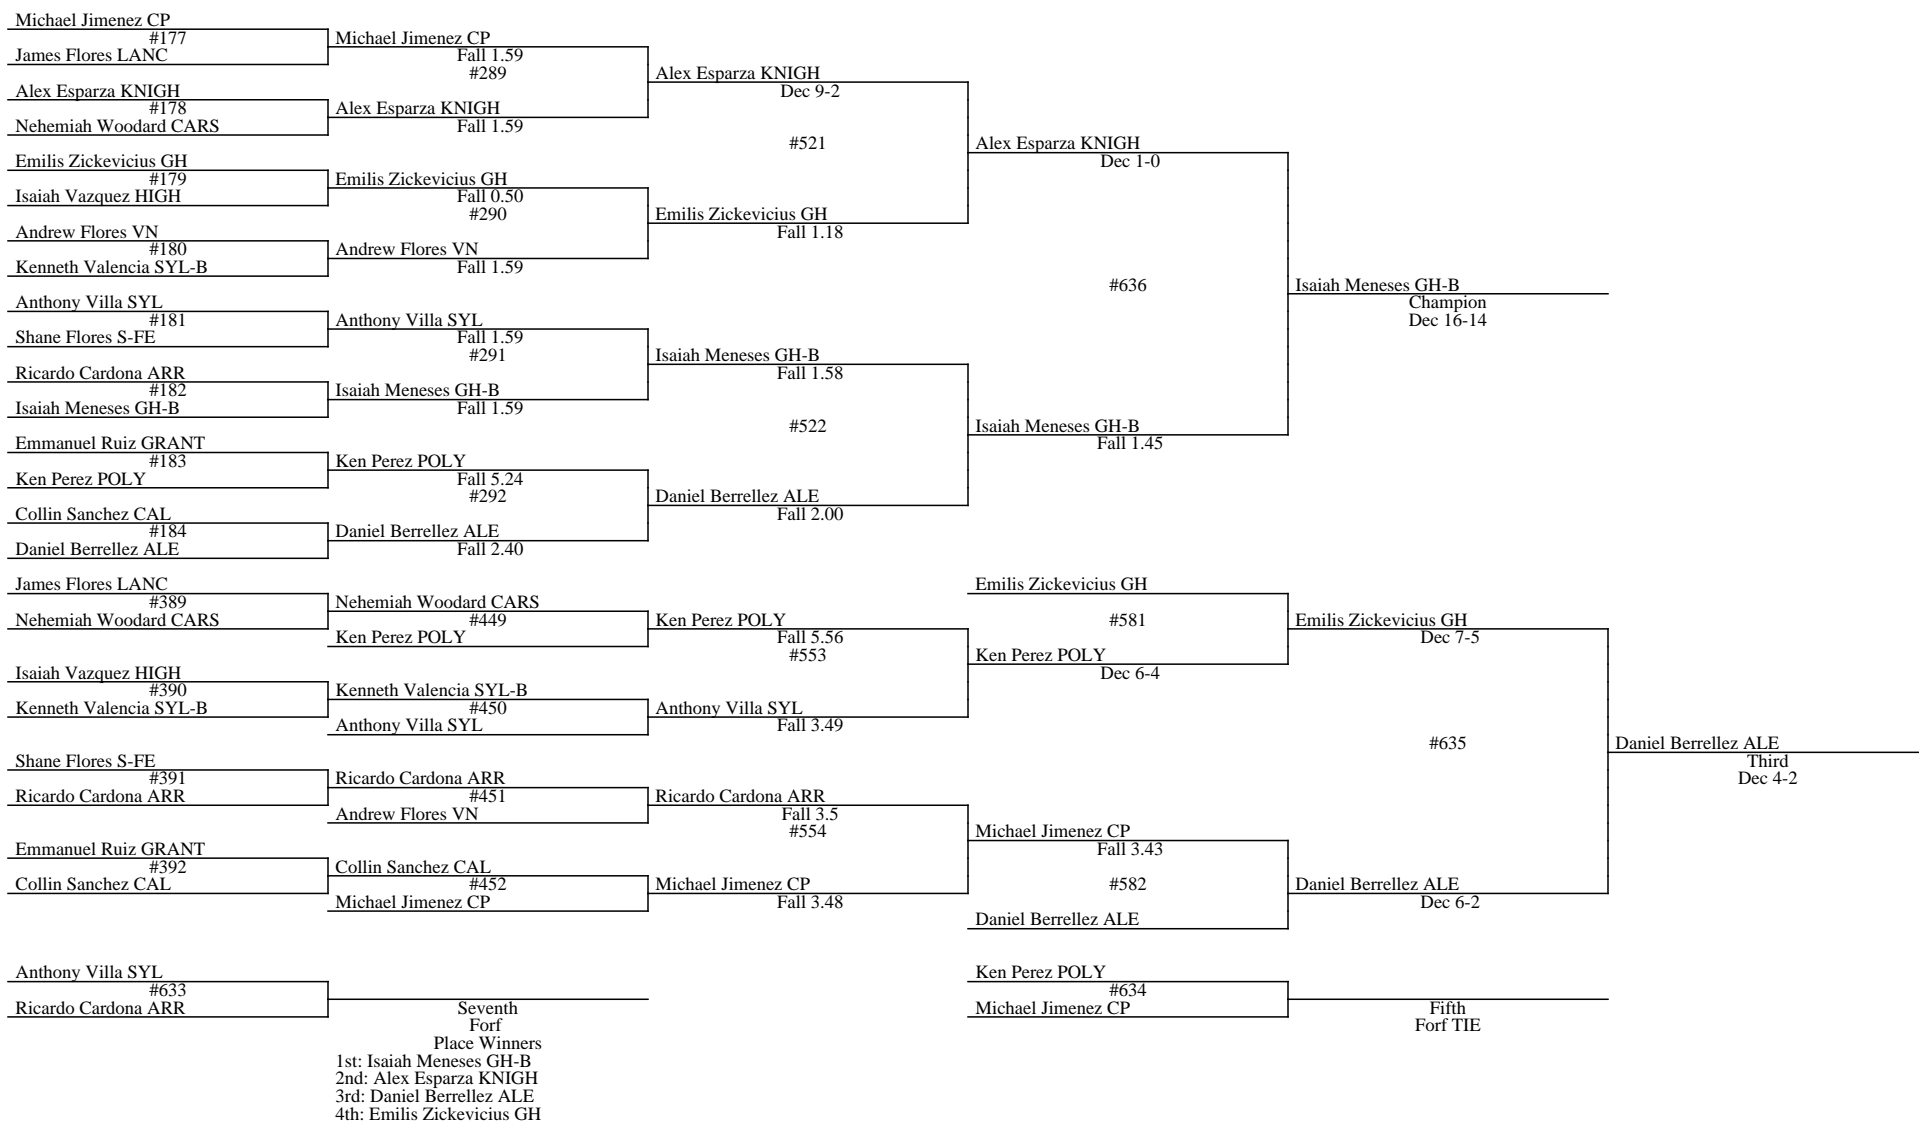 Michael Jimenez CP
#177
James Flores LANC
Alex Esparza KNIGH
#178
Nehemiah Woodard CARS
Emilis Zickevicius GH
#179
Isaiah Vazquez HIGH
Andrew Flores VN
#180
Kenneth Valencia SYL-B
Anthony Villa SYL
#181
Shane Flores S-FE
Ricardo Cardona ARR
#182
Isaiah Meneses GH-B
Emmanuel Ruiz GRANT
#183
Ken Perez POLY
Collin Sanchez CAL
#184
Daniel Berrellez ALE
Michael Jimenez CP
Fall 1.59
#289
Alex Esparza KNIGH
Fall 1.59
Emilis Zickevicius GH
Fall 0.50
#290
Andrew Flores VN
Fall 1.59
Anthony Villa SYL
Fall 1.59
#291
Isaiah Meneses GH-B
Fall 1.59
Ken Perez POLY
Fall 5.24
#292
Daniel Berrellez ALE
Fall 2.40
Alex Esparza KNIGH
Dec 9-2
#521
Emilis Zickevicius GH
Fall 1.18
Isaiah Meneses GH-B
Fall 1.58
#522
Daniel Berrellez ALE
Fall 2.00
Alex Esparza KNIGH
Dec 1-0
#636
Isaiah Meneses GH-B
Fall 1.45
Isaiah Meneses GH-B
Champion
Dec 16-14
James Flores LANC
#389
Nehemiah Woodard CARS
Isaiah Vazquez HIGH
#390
Kenneth Valencia SYL-B
Shane Flores S-FE
#391
Ricardo Cardona ARR
Emmanuel Ruiz GRANT
#392
Collin Sanchez CAL
Nehemiah Woodard CARS
#449
Ken Perez POLY
Kenneth Valencia SYL-B
#450
Anthony Villa SYL
Ricardo Cardona ARR
#451
Andrew Flores VN
Collin Sanchez CAL
#452
Michael Jimenez CP
Ken Perez POLY
Fall 5.56
#553
Anthony Villa SYL
Fall 3.49
Ricardo Cardona ARR
Fall 3.5
#554
Michael Jimenez CP
Fall 3.48
Emilis Zickevicius GH
#581
Ken Perez POLY
Dec 6-4
Michael Jimenez CP
Fall 3.43
#582
Daniel Berrellez ALE
Emilis Zickevicius GH
Dec 7-5
#635
Daniel Berrellez ALE
Dec 6-2
Daniel Berrellez ALE
Third
Dec 4-2
Anthony Villa SYL
#633
Ricardo Cardona ARR
Seventh
Forf
Ken Perez POLY
#634
Michael Jimenez CP
Fifth
Forf TIE
Place Winners
1st: Isaiah Meneses GH-B
2nd: Alex Esparza KNIGH
3rd: Daniel Berrellez ALE
4th: Emilis Zickevicius GH